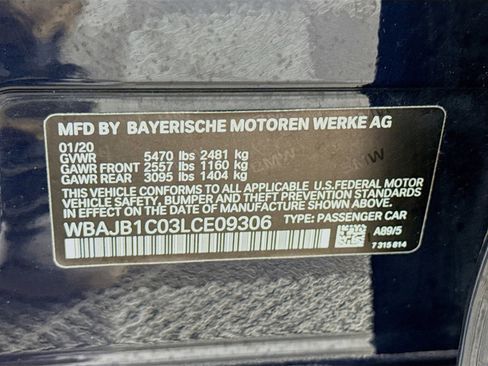 MFD BY BAYERISCHE MOTOREN WERKE AG
01/20
GVWR 5470 lbs 2481 kg
GAWR FRONT 2557 lbs 1160 kg
GAWR REAR 3095 lbs 1404 kg
THIS VEHICLE CONFORMS TO ALL APPLICABLE U.S.FEDERAL MOTOR
VEHICLE SAFETY, BUMPER AND THEFT PREVENTION STANDARDS
IN EFFECT ON THE DATE OF MANUFACTURE SHOWN ABOVE.
WBAJB1C03LCE09306 TYPE: PASSENGER CAR
A89/5
7 315 814